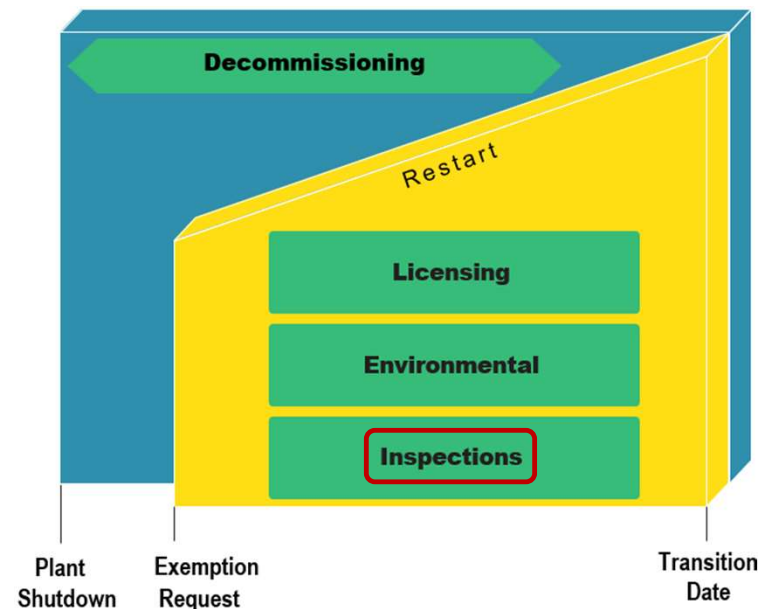 Decommissioning
Restart
Licensing
Environmental
Inspections
Plant
Shutdown
Exemption
Request
Transition
Date